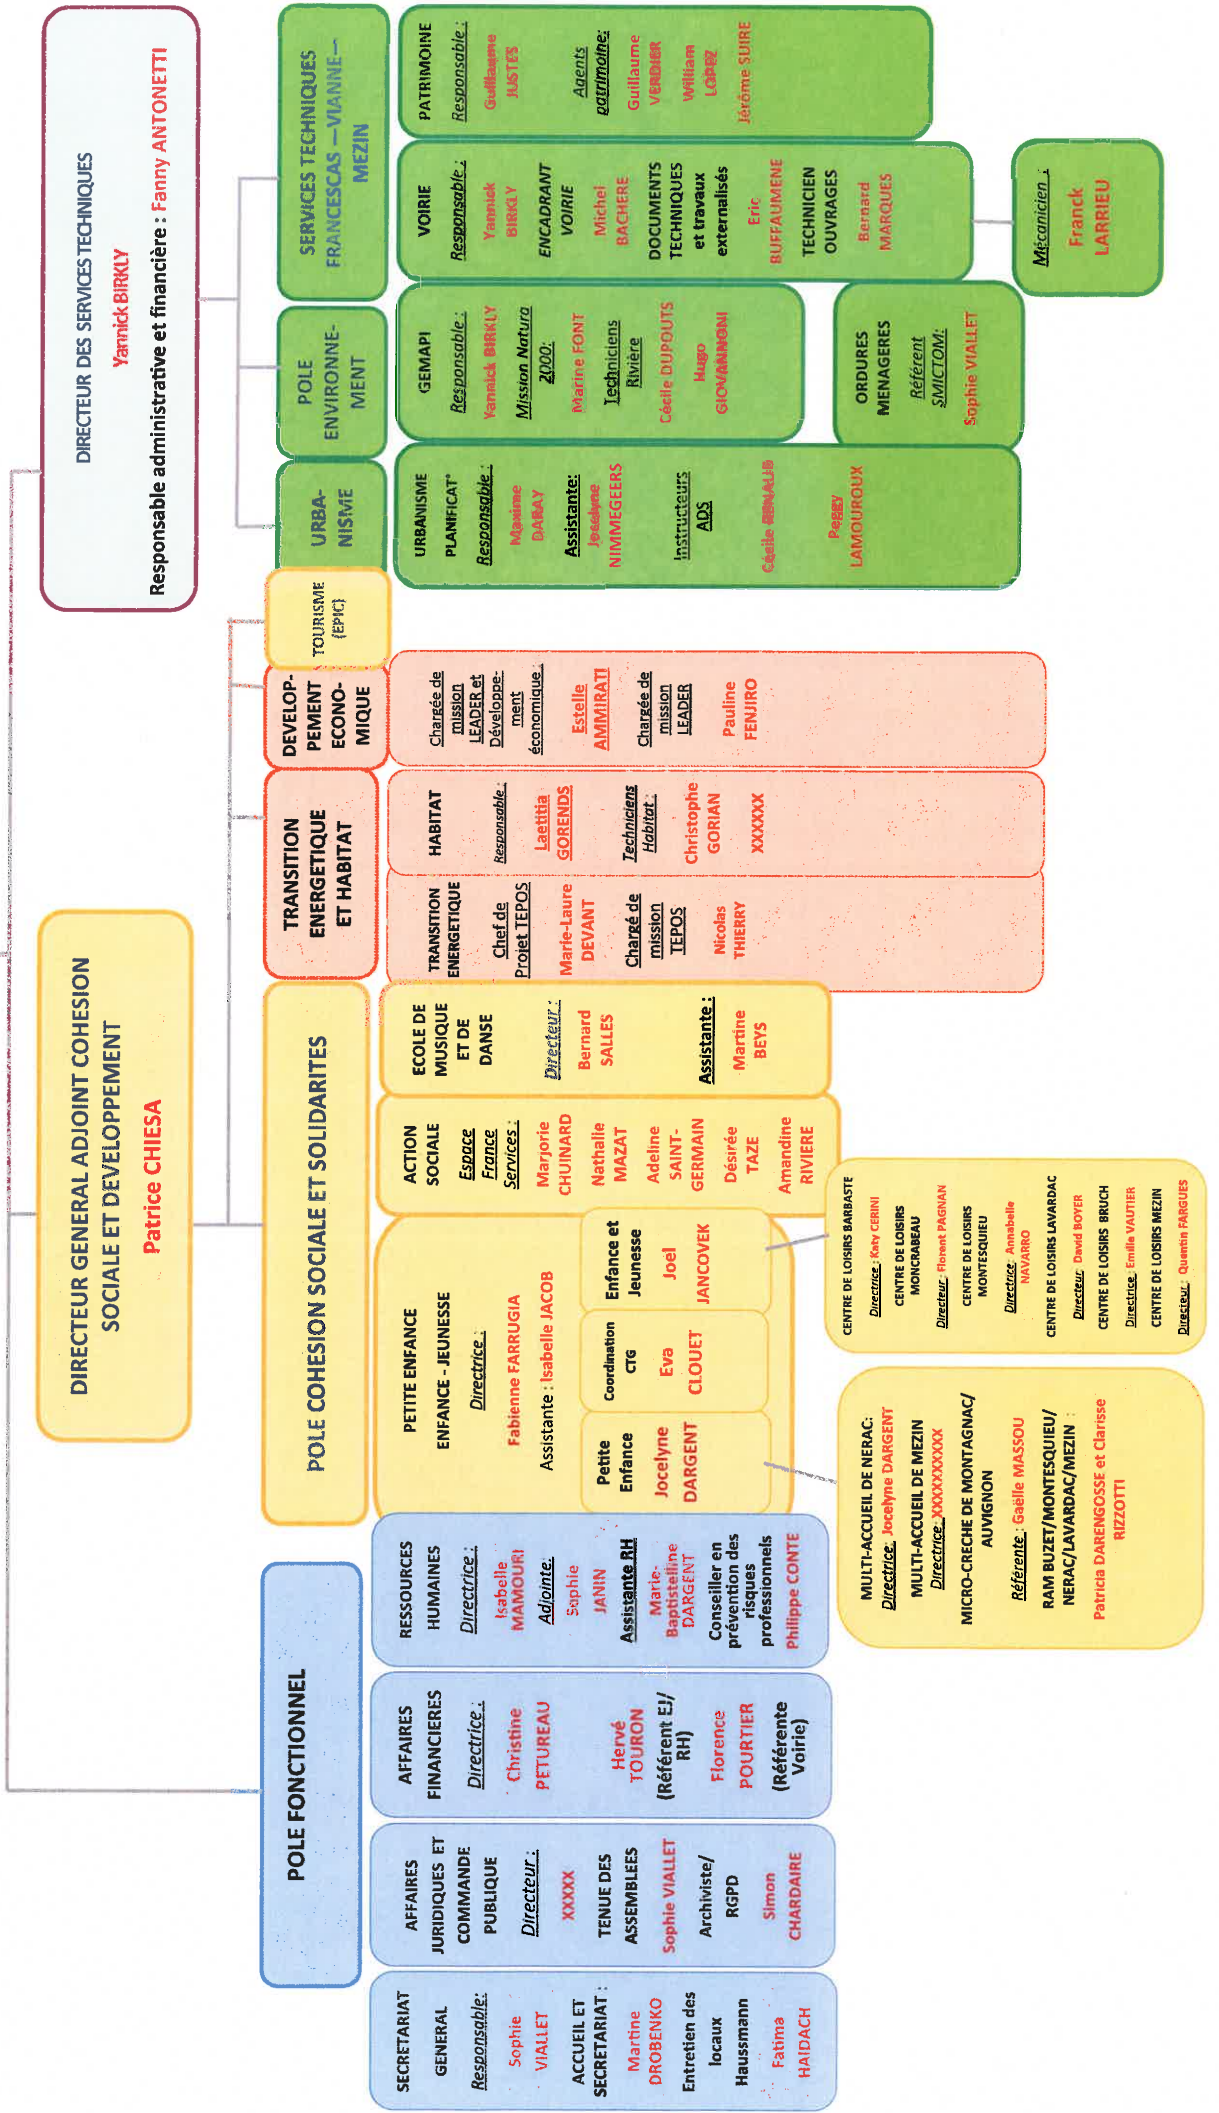 DIRECTEUR GENERAL ADJOINT COHESION
SOCIALE ET DEVELOPPEMENT
Patrice CHIESA
DIRECTEUR DES SERVICES TECHNIQUES
Yannick BIRKLY
Responsable administrative et financière : Fanny ANTONETTI
POLE FONCTIONNEL
POLE COHESION SOCIALE ET SOLIDARITES
TRANSITION
ENERGETIQUE
ET HABITAT
DEVELOP-
PEMENT
ECONO-
MIQUE
TOURISME
(EPIC)
URBA-
NISME
POLE
ENVIRONNE-
MENT
SERVICES TECHNIQUES
FRANCESCAS —VIANNE—
MEZIN
SECRETARIAT
GENERAL
Responsable:
Sophie
VIALLET
ACCUEIL ET
SECRETARIAT :
Martine
DROBENKO
Entretien des
locaux
Haussmann
Fatima
HAIDACH
AFFAIRES
JURIDIQUES ET
COMMANDE
PUBLIQUE
Directeur :
XXXXX
TENUE DES
ASSEMBLEES
Sophie VIALLET
Archiviste/
RGPD
Simon
CHARDAIRE
AFFAIRES
FINANCIERES
Directrice :
Christine
PETUREAU
Hervé
TOURON
(Référent EJ/
RH)
Florence
POURTIER
(Référente
Voirie)
RESSOURCES
HUMAINES
Directrice :
Isabelle
MAMOURI
Adjointe:
Sophie
JANIN
Assistante RH
Marie-
Baptistelline
DARGENT
Conseiller en
prévention des
risques
professionnels
Philippe CONTE
PETITE ENFANCE
ENFANCE - JEUNESSE
Directrice :
Fabienne FARRUGIA
Assistante : Isabelle JACOB
Petite
Enfance
Jocelyne
DARGENT
Coordination
CTG
Eva
CLOUET
Enfance et
Jeunesse
Joël
JANCOVEK
MULTI-ACCUEIL DE NERAC:
Directrice: Jocelyne DARGENT
MULTI-ACCUEIL DE MEZIN
Directrice: XXXXXXXXXX
MICRO-CRECHE DE MONTAGNAC/
AUVIGNON
Référente : Gaëlle MASSOU
RAM BUZET/MONTESQUIEU/
NERAC/LAVARDAC/MEZIN :
Patricia DARENGOSSE et Clarisse
RIZZOTTI
CENTRE DE LOISIRS BARBASTE
Directrice : Katy CERINI
CENTRE DE LOISIRS
MONCRABEAU
Directeur : Florent PAGNAN
CENTRE DE LOISIRS
MONTESQUIEU
Directrice: Annabelle
NAVARRO
CENTRE DE LOISIRS LAVARDAC
Directeur: David BOYER
CENTRE DE LOISIRS BRUCH
Directrice : Emilie VAUTIER
CENTRE DE LOISIRS MEZIN
Directeur : Quentin FARGUES
ACTION
SOCIALE
Espace
France
Services :
Marjorie
CHUINARD
Nathalie
MAZAT
Adeline
SAINT-
GERMAIN
Désirée
TAZE
Amandine
RIVIERE
ECOLE DE
MUSIQUE
ET DE
DANSE
Directeur :
Bernard
SALLES
Assistante :
Martine
BEYS
TRANSITION
ENERGETIQUE
Chef de
Projet TEPOS
Marie-Laure
DEVANT
Chargé de
mission
TEPOS
Nicolas
THIERRY
HABITAT
Responsable :
Laetitia
GORENDS
Techniciens
Habitat :
Christophe
GORIAN
XXXXXX
Chargée de
mission
LEADER et
Développe-
ment
économique :
Estelle
AMMIRATI
Chargée de
mission
LEADER
Pauline
FENJIRO
URBANISME
PLANIFICAT°
Responsable :
Maxime
DARAY
Assistante:
Jocelyne
NIMMEGEERS
Instructeurs
ADS
Cécile RENAUD
Peggy
LAMOUROUX
GEMAPI
Responsable :
Yannick BIRKLY
Mission Natura
2000:
Marine FONT
Techniciens
Rivière
Cécile DUPOUTS
Hugo
GIOVANNONI
ORDURES
MENAGERES
Référent
SMICTOM:
Sophie VIALLET
VOIRIE
Responsable :
Yannick
BIRKLY
ENCADRANT
VOIRIE
Michel
BACHERE
DOCUMENTS
TECHNIQUES
et travaux
externalisés
Eric
BUFFAUMENE
TECHNICIEN
OUVRAGES
Bernard
MARQUES
Mécanicien :
Franck
LARRIEU
PATRIMOINE
Responsable :
Guillaume
JUSTES
Agents
patrimoine:
Guillaume
VERDIER
William
LOPEZ
Jérôme SUIRE